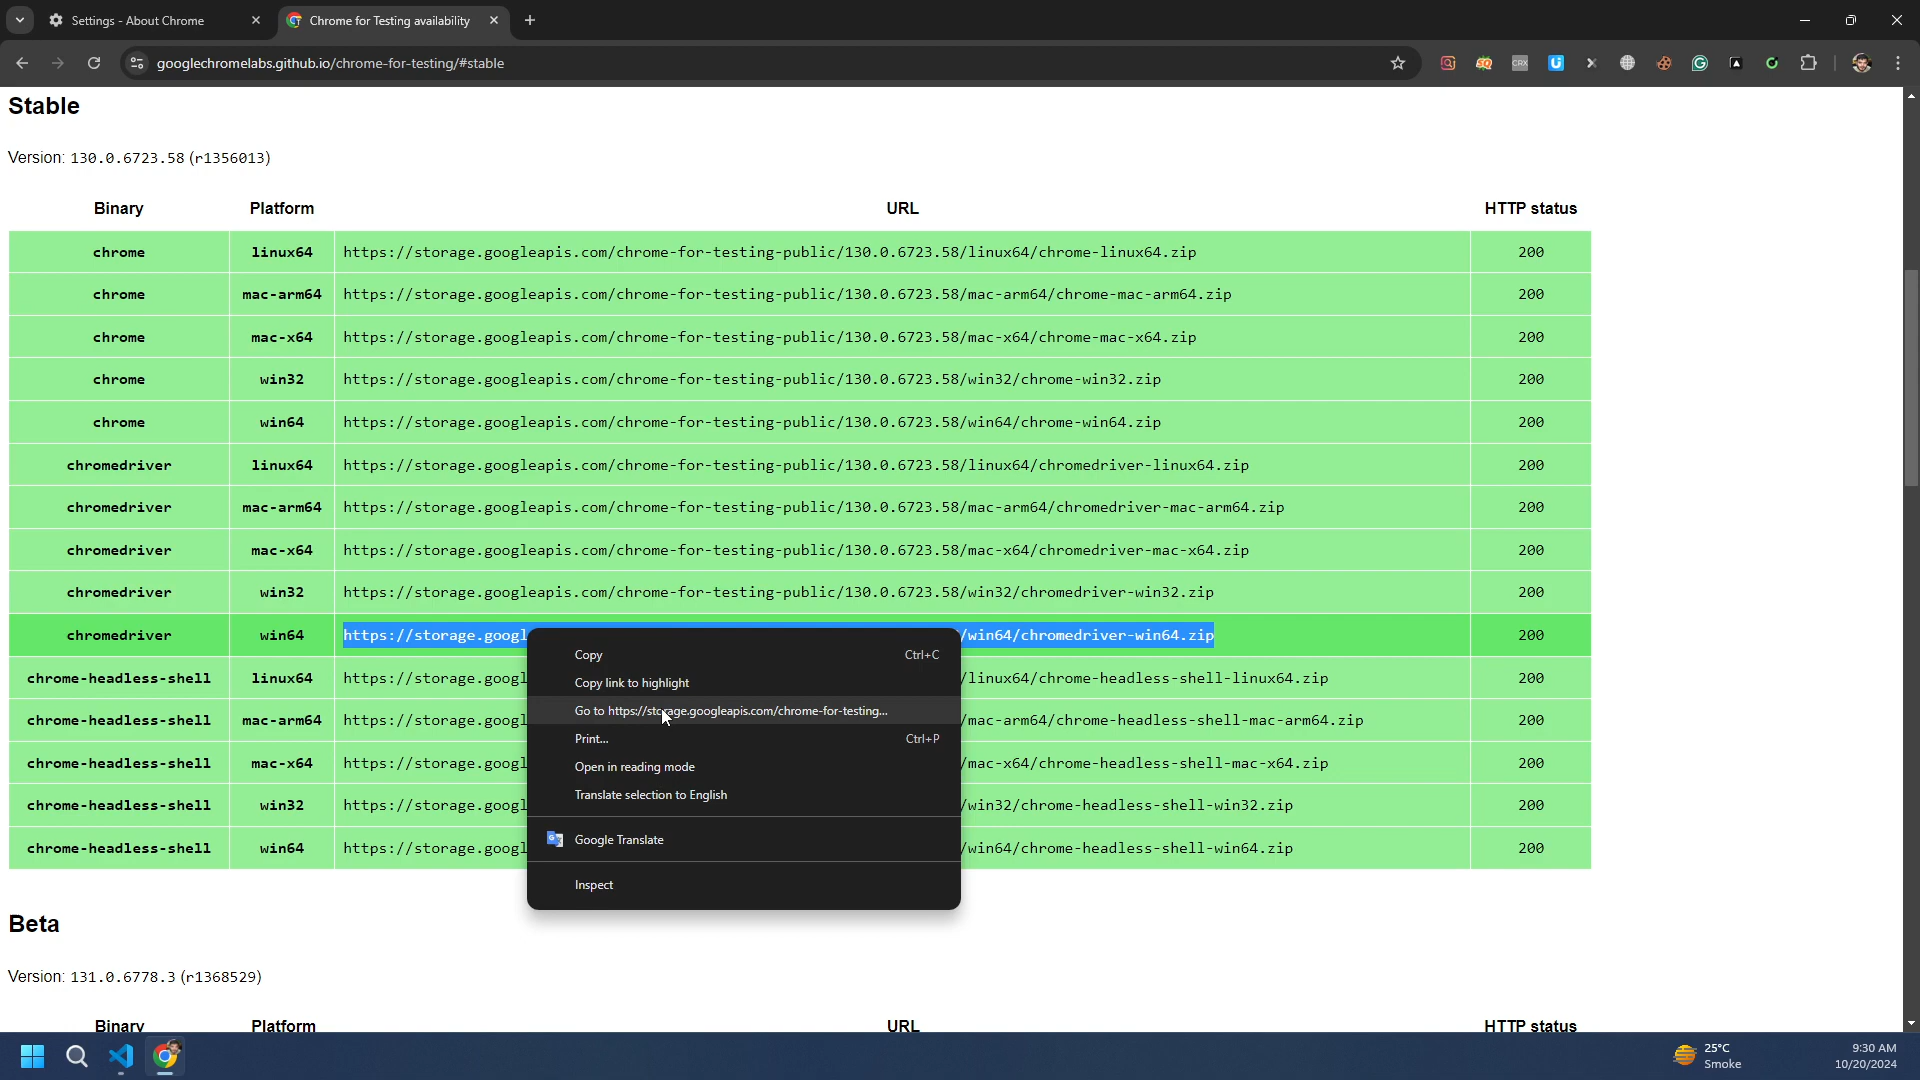 Settings - About Chrome
Chrome for Testing availability
googlechromelabs.github.io/chrome-for-testing/#stable
CRX
Stable
Version: 130.0.6723.58 (r1356013)
Binary Platform URL HTTP status
chrome linux64 https://storage.googleapis.com/chrome-for-testing-public/130.0.6723.58/linux64/chrome-linux64.zip 200
chrome mac-arm64 https://storage.googleapis.com/chrome-for-testing-public/130.0.6723.58/mac-arm64/chrome-mac-arm64.zip 200
chrome mac-x64 https://storage.googleapis.com/chrome-for-testing-public/130.0.6723.58/mac-x64/chrome-mac-x64.zip 200
chrome win32 https://storage.googleapis.com/chrome-for-testing-public/130.0.6723.58/win32/chrome-win32.zip 200
chrome win64 https://storage.googleapis.com/chrome-for-testing-public/130.0.6723.58/win64/chrome-win64.zip 200
chromedriver linux64 https://storage.googleapis.com/chrome-for-testing-public/130.0.6723.58/linux64/chromedriver-linux64.zip 200
chromedriver mac-arm64 https://storage.googleapis.com/chrome-for-testing-public/130.0.6723.58/mac-arm64/chromedriver-mac-arm64.zip 200
chromedriver mac-x64 https://storage.googleapis.com/chrome-for-testing-public/130.0.6723.58/mac-x64/chromedriver-mac-x64.zip 200
chromedriver win32 https://storage.googleapis.com/chrome-for-testing-public/130.0.6723.58/win32/chromedriver-win32.zip 200
chromedriver win64 https://storage.googl /win64/chromedriver-win64.zip 200
chrome-headless-shell linux64 https://storage.googl /linux64/chrome-headless-shell-linux64.zip 200
chrome-headless-shell mac-arm64 https://storage.googl /mac-arm64/chrome-headless-shell-mac-arm64.zip 200
chrome-headless-shell mac-x64 https://storage.googl /mac-x64/chrome-headless-shell-mac-x64.zip 200
chrome-headless-shell win32 https://storage.googl /win32/chrome-headless-shell-win32.zip 200
chrome-headless-shell win64 https://storage.googl /win64/chrome-headless-shell-win64.zip 200
Copy Ctrl+C
Copy link to highlight
Go to https://storage.googleapis.com/chrome-for-testing...
Print... Ctrl+P
Open in reading mode
Translate selection to English
Google Translate
Inspect
Beta
Version: 131.0.6778.3 (r1368529)
Binary Platform URL HTTP status
25°C
Smoke
9:30 AM
10/20/2024